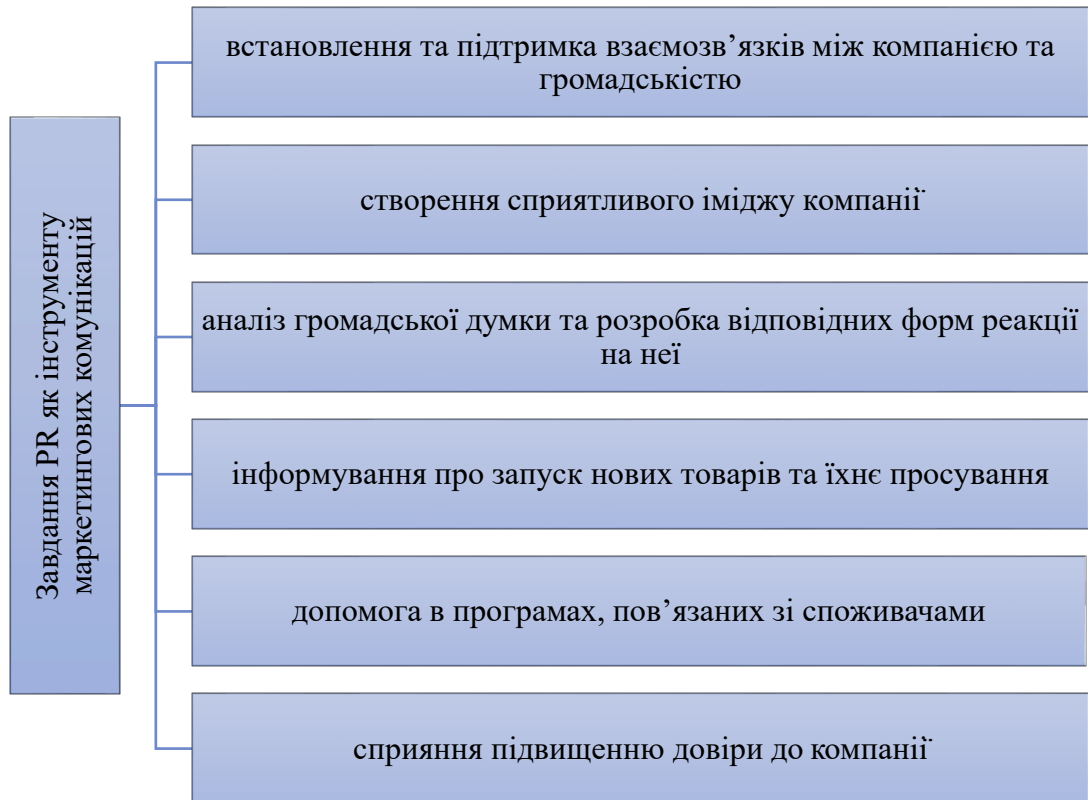 Завдання PR як інструменту
маркетингових комунікацій
встановлення та підтримка взаємозв’язків між компанією та
громадськістю
створення сприятливого іміджу компанії
аналіз громадської думки та розробка відповідних форм реакції
на неї
інформування про запуск нових товарів та їхнє просування
допомога в програмах, пов’язаних зі споживачами
сприяння підвищенню довіри до компанії